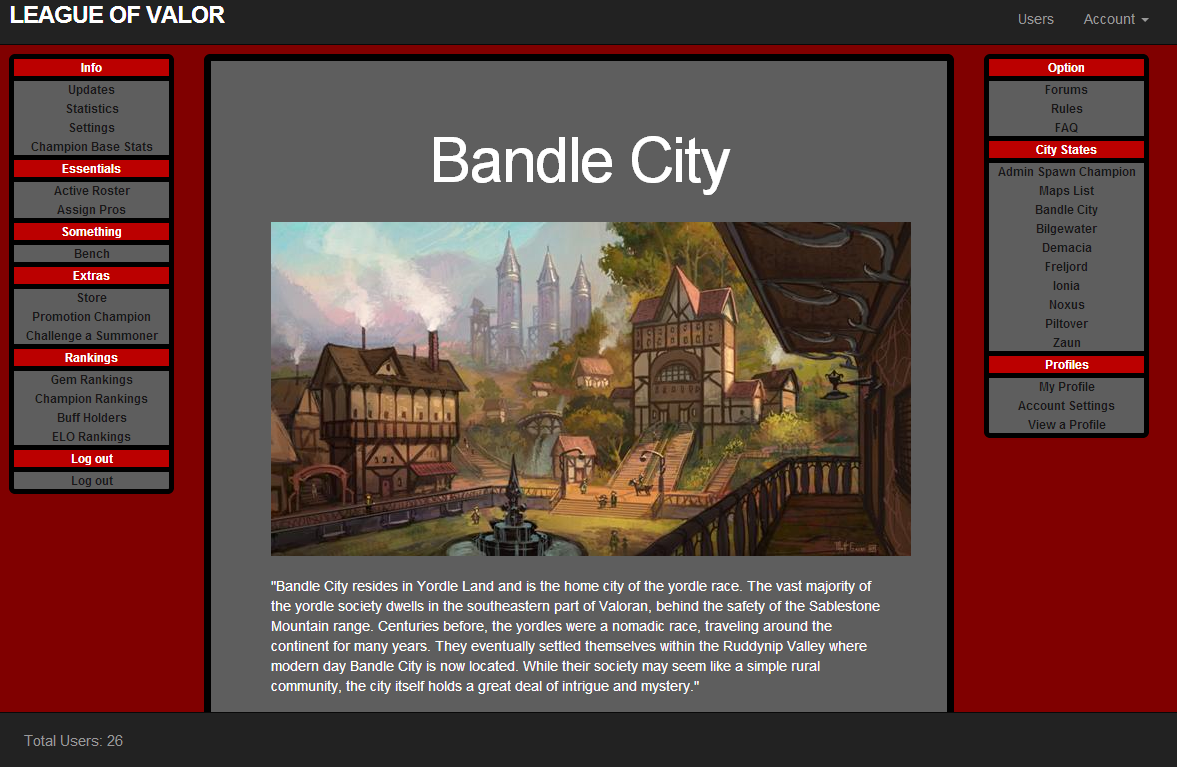 LEAGUE OF VALOR
Users
Account
Info
Updates
Statistics
Settings
Champion Base Stats
Essentials
Active Roster
Assign Pros
Something
Bench
Extras
Store
Promotion Champion
Challenge a Summoner
Rankings
Gem Rankings
Champion Rankings
Buff Holders
ELO Rankings
Log out
Log out
Bandle City
"Bandle City resides in Yordle Land and is the home city of the yordle race. The vast majority of
the yordle society dwells in the southeastern part of Valoran, behind the safety of the Sablestone
Mountain range. Centuries before, the yordles were a nomadic race, traveling around the
continent for many years. They eventually settled themselves within the Ruddynip Valley where
modern day Bandle City is now located. While their society may seem like a simple rural
community, the city itself holds a great deal of intrigue and mystery."
Option
Forums
Rules
FAQ
City States
Admin Spawn Champion
Maps List
Bandle City
Bilgewater
Demacia
Freljord
Ionia
Noxus
Piltover
Zaun
Profiles
My Profile
Account Settings
View a Profile
Total Users: 26